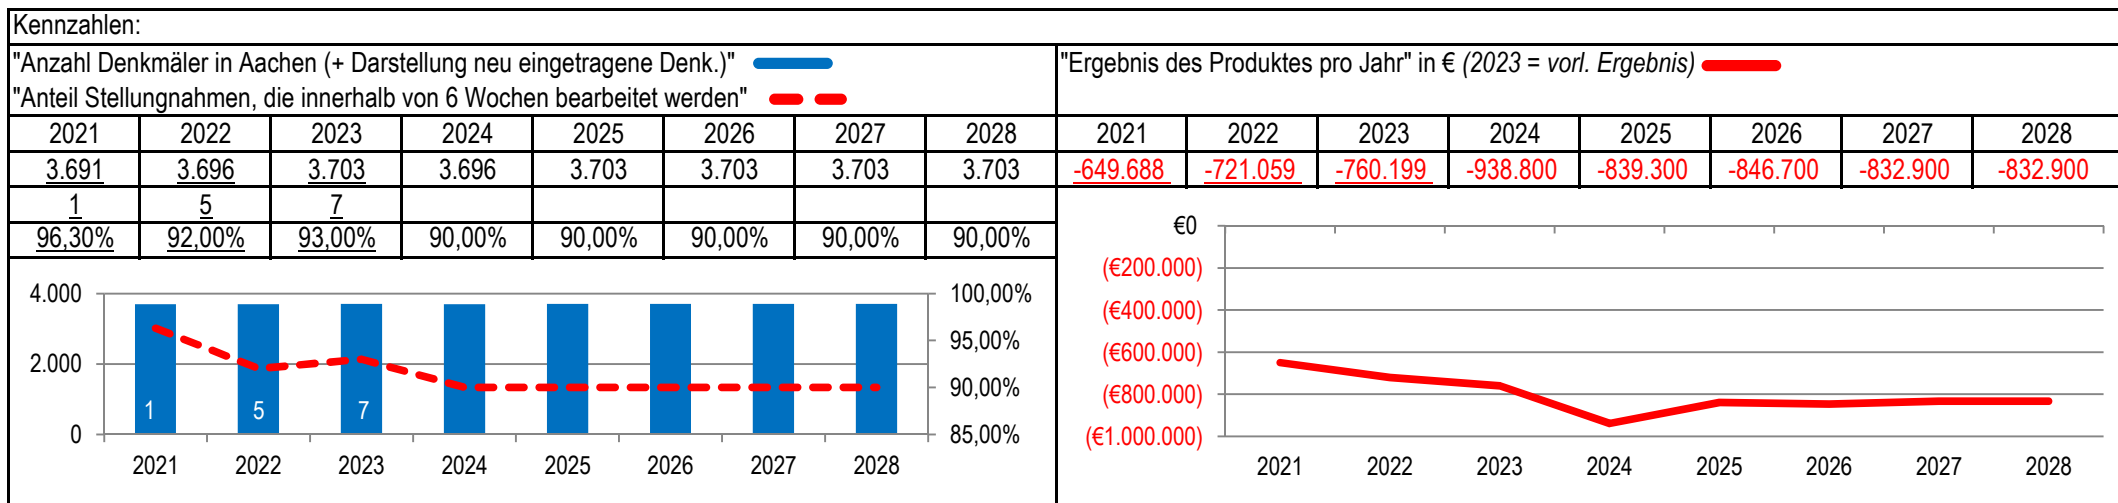 Kennzahlen:
"Anzahl Denkmäler in Aachen (+ Darstellung neu eingetragene Denk.)"
"Anteil Stellungnahmen, die innerhalb von 6 Wochen bearbeitet werden"
2021 2022 2023 2024 2025 2026 2027 2028
3.691 3.696 3.703 3.696 3.703 3.703 3.703 3.703
1 5 7
96,30% 92,00% 93,00% 90,00% 90,00% 90,00% 90,00% 90,00%
4.000 100,00%
95,00%
2.000
90,00%
1 5 7
0 85,00%
2021 2022 2023 2024 2025 2026 2027 2028
"Ergebnis des Produktes pro Jahr" in € (2023 = vorl. Ergebnis)
2021 2022 2023 2024 2025 2026 2027 2028
-649.688 -721.059 -760.199 -938.800 -839.300 -846.700 -832.900 -832.900
€0
(€200.000)
(€400.000)
(€600.000)
(€800.000)
(€1.000.000)
2021 2022 2023 2024 2025 2026 2027 2028